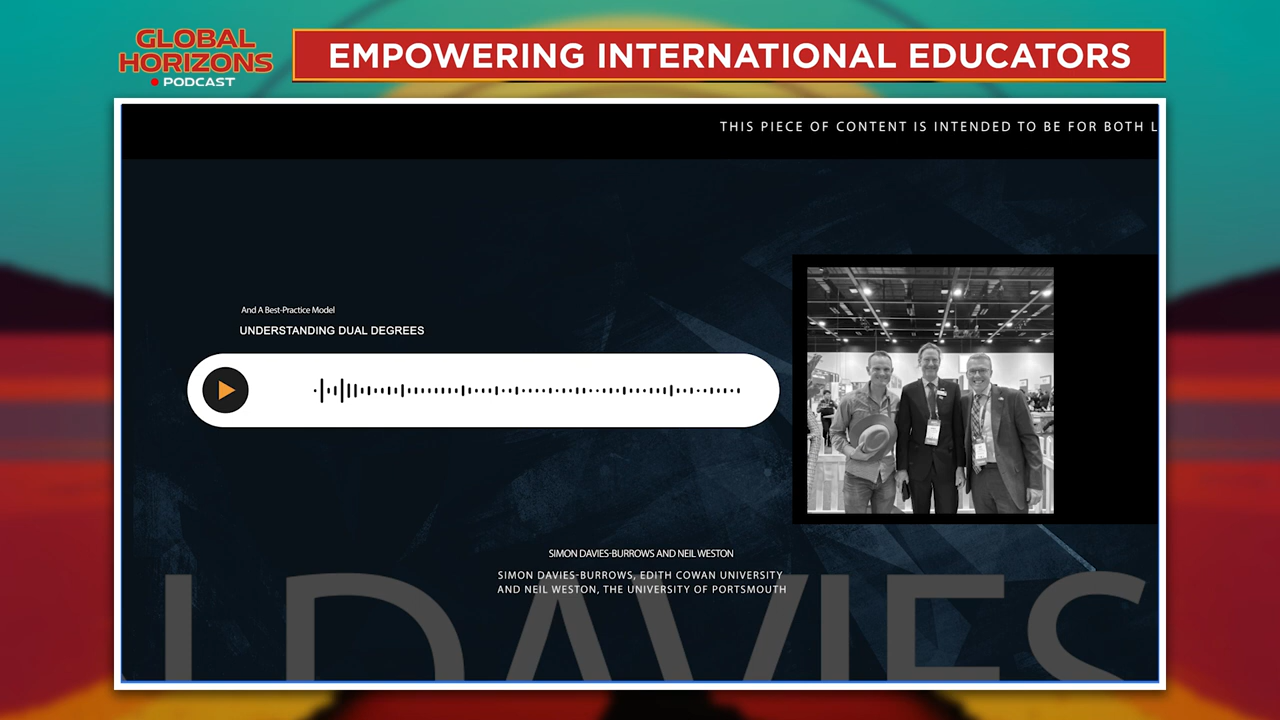 GLOBAL
HORIZONS
PODCAST
EMPOWERING INTERNATIONAL EDUCATORS
THIS PIECE OF CONTENT IS INTENDED TO BE FOR BOTH L
And A Best-Practice Model
UNDERSTANDING DUAL DEGREES
SIMON DAVIES-BURROWS AND NEIL WESTON
SIMON DAVIES-BURROWS, EDITH COWAN UNIVERSITY
AND NEIL WESTON, THE UNIVERSITY OF PORTSMOUTH
DAVIES